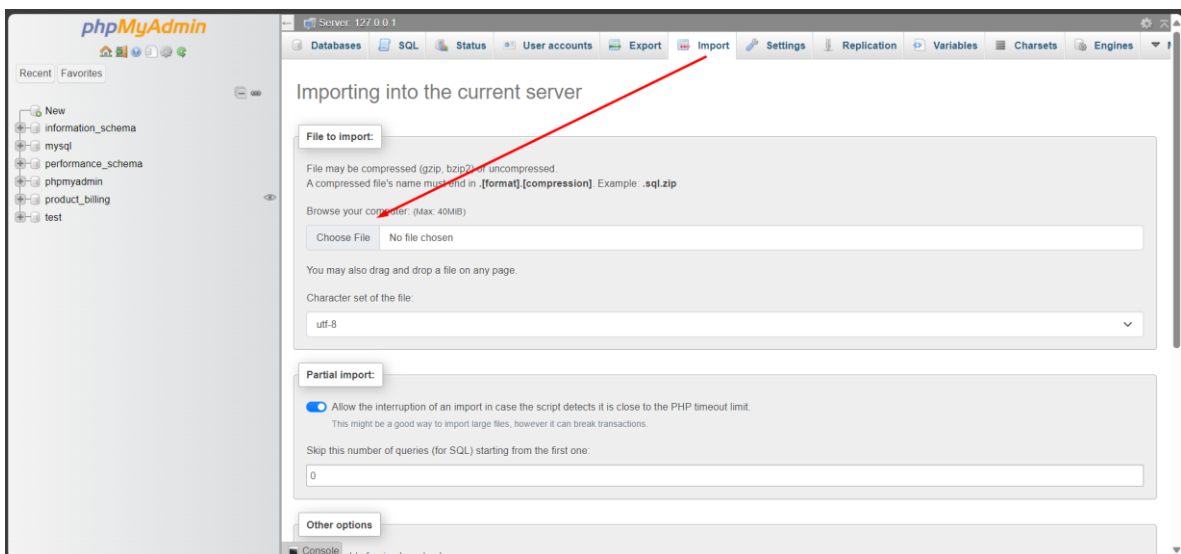 phpMyAdmin
Recent Favorites
New
information_schema
mysql
performance_schema
phpmyadmin
product_billing
test
Server: 127.0.0.1
Databases SQL Status User accounts Export Import Settings Replication Variables Charsets Engines
Importing into the current server
File to import:
File may be compressed (gzip, bzip2) or uncompressed.
A compressed file's name must end in .[format].[compression]. Example: .sql.zip
Browse your computer: (Max: 40MiB)
Choose File No file chosen
You may also drag and drop a file on any page.
Character set of the file:
utf-8
Partial import:
Allow the interruption of an import in case the script detects it is close to the PHP timeout limit.
This might be a good way to import large files, however it can break transactions.
Skip this number of queries (for SQL) starting from the first one:
0
Other options
Console